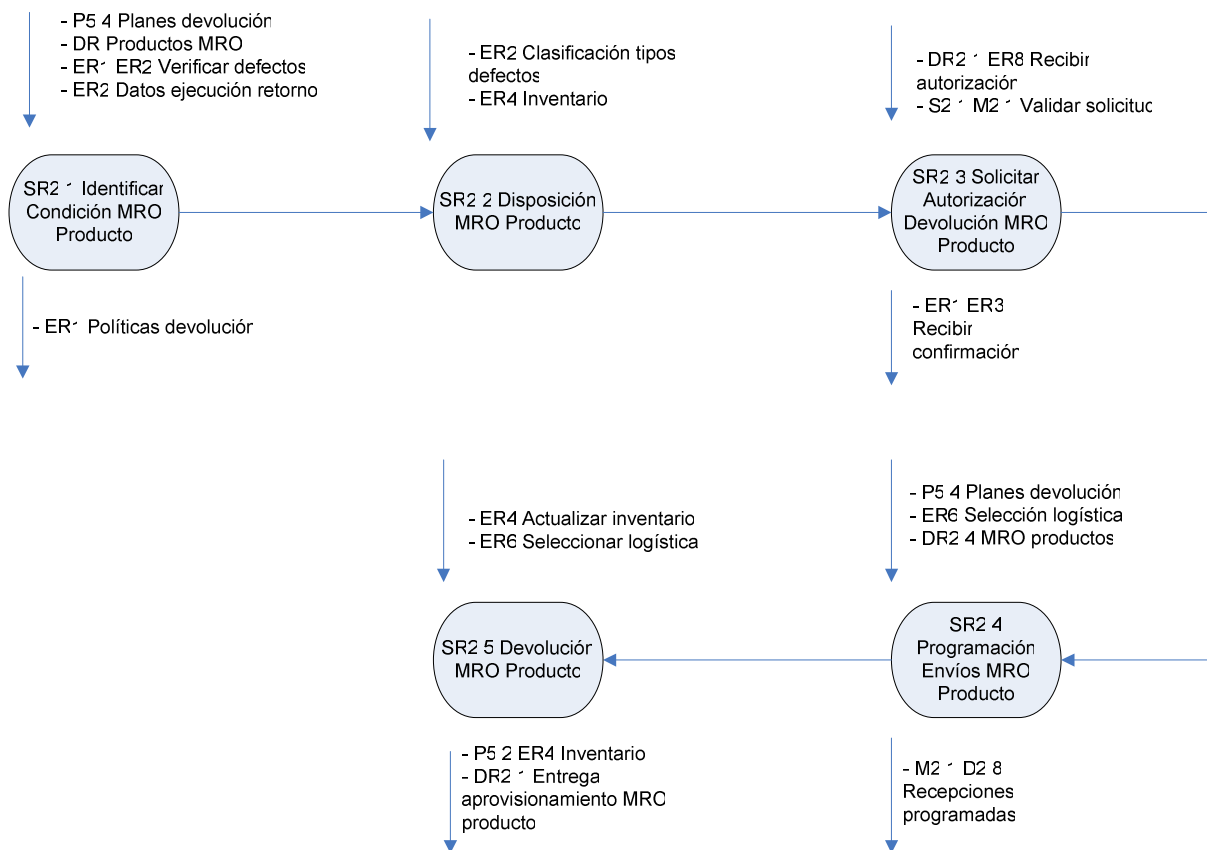 - P5 4 Planes devolución
- DR Productos MRO
- ER1 ER2 Verificar defectos
- ER2 Datos ejecución retorno
- ER2 Clasificación tipos
defectos
- ER4 Inventario
- DR2 1 ER8 Recibir
autorización
- S2 1 M2 1 Validar solicitud
SR2 1 Identificar
Condición MRO
Producto
SR2 2 Disposición
MRO Producto
SR2 3 Solicitar
Autorización
Devolución MRO
Producto
- ER1 Políticas devolución
- ER1 ER3
Recibir
confirmación
- ER4 Actualizar inventario
- ER6 Seleccionar logística
- P5 4 Planes devolución
- ER6 Selección logística
- DR2 4 MRO productos
SR2 5 Devolución
MRO Producto
SR2 4
Programación
Envíos MRO
Producto
- P5 2 ER4 Inventario
- DR2 1 Entrega
aprovisionamiento MRO
producto
- M2 1 D2 8
Recepciones
programadas